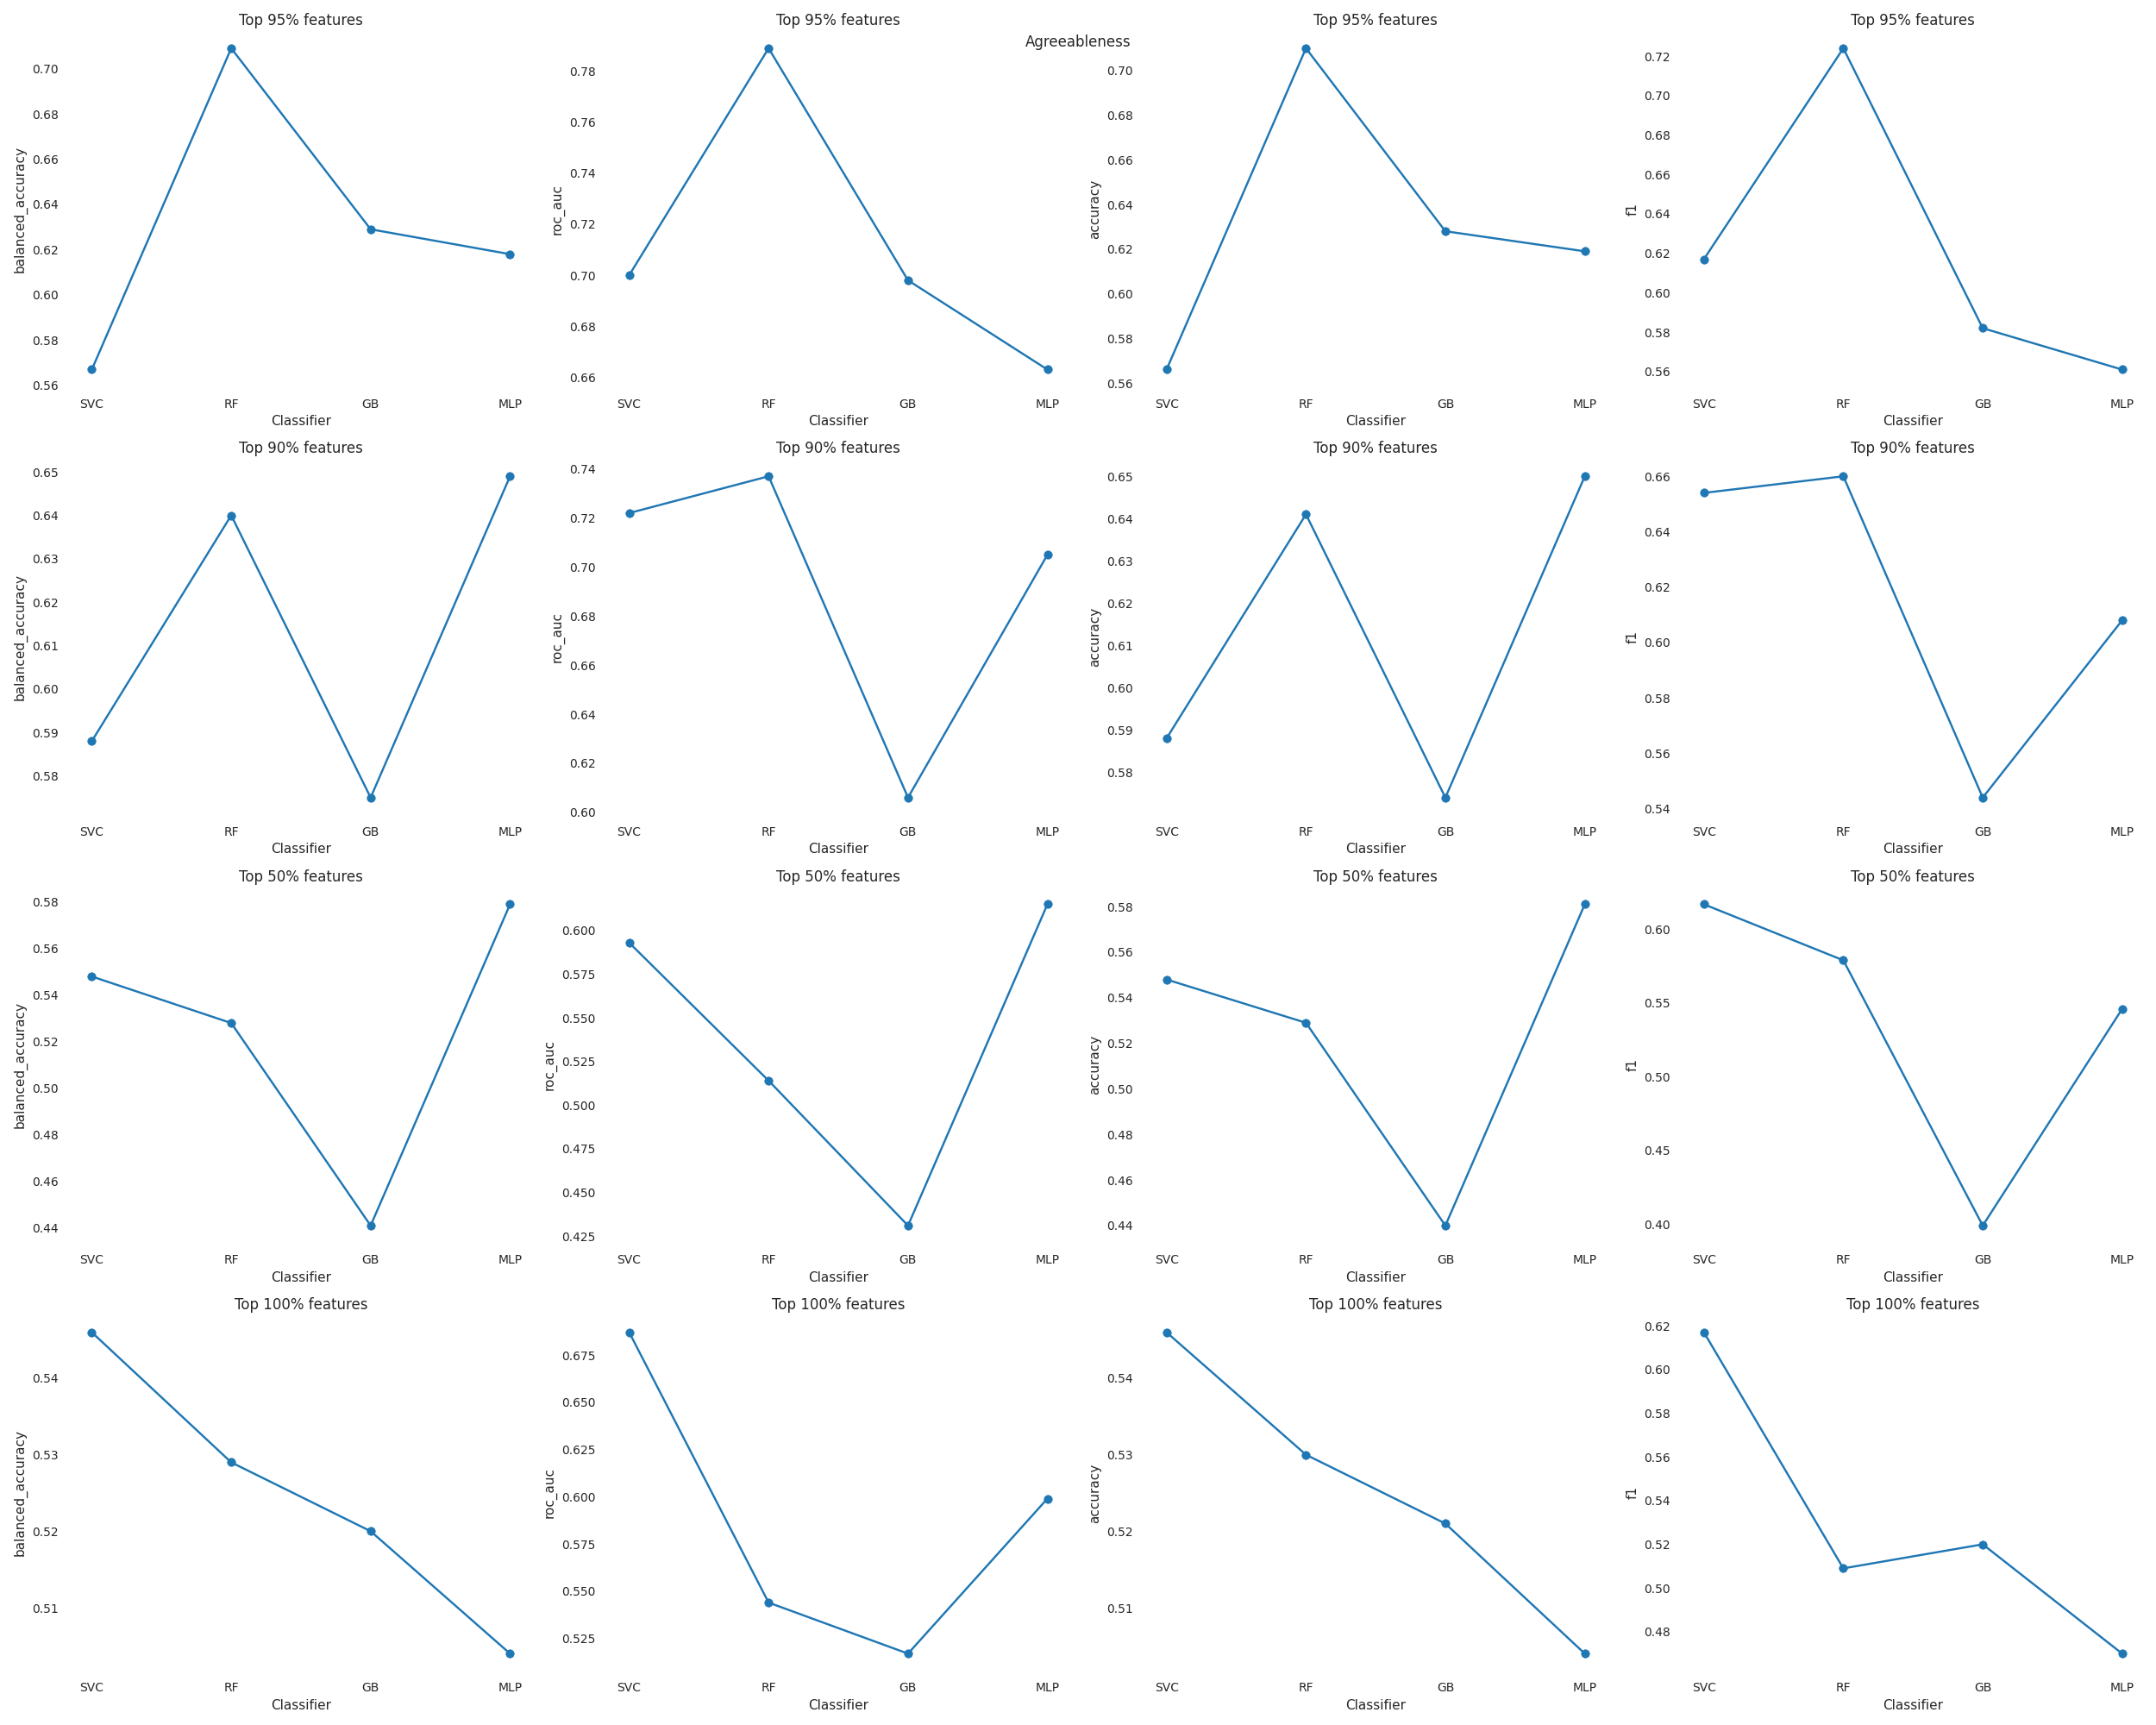 Agreeableness
Top 95% features
balanced_accuracy
0.70
0.68
0.66
0.64
0.62
0.60
0.58
0.56
SVC RF GB MLP
Classifier
Top 95% features
roc_auc
0.78
0.76
0.74
0.72
0.70
0.68
0.66
SVC RF GB MLP
Classifier
Top 95% features
accuracy
0.70
0.68
0.66
0.64
0.62
0.60
0.58
0.56
SVC RF GB MLP
Classifier
Top 95% features
f1
0.72
0.70
0.68
0.66
0.64
0.62
0.60
0.58
0.56
SVC RF GB MLP
Classifier
Top 90% features
balanced_accuracy
0.65
0.64
0.63
0.62
0.61
0.60
0.59
0.58
SVC RF GB MLP
Classifier
Top 90% features
roc_auc
0.74
0.72
0.70
0.68
0.66
0.64
0.62
0.60
SVC RF GB MLP
Classifier
Top 90% features
accuracy
0.65
0.64
0.63
0.62
0.61
0.60
0.59
0.58
SVC RF GB MLP
Classifier
Top 90% features
f1
0.66
0.64
0.62
0.60
0.58
0.56
0.54
SVC RF GB MLP
Classifier
Top 50% features
balanced_accuracy
0.58
0.56
0.54
0.52
0.50
0.48
0.46
0.44
SVC RF GB MLP
Classifier
Top 50% features
roc_auc
0.600
0.575
0.550
0.525
0.500
0.475
0.450
0.425
SVC RF GB MLP
Classifier
Top 50% features
accuracy
0.58
0.56
0.54
0.52
0.50
0.48
0.46
0.44
SVC RF GB MLP
Classifier
Top 50% features
f1
0.60
0.55
0.50
0.45
0.40
SVC RF GB MLP
Classifier
Top 100% features
balanced_accuracy
0.54
0.53
0.52
0.51
SVC RF GB MLP
Classifier
Top 100% features
roc_auc
0.675
0.650
0.625
0.600
0.575
0.550
0.525
SVC RF GB MLP
Classifier
Top 100% features
accuracy
0.54
0.53
0.52
0.51
SVC RF GB MLP
Classifier
Top 100% features
f1
0.62
0.60
0.58
0.56
0.54
0.52
0.50
0.48
SVC RF GB MLP
Classifier